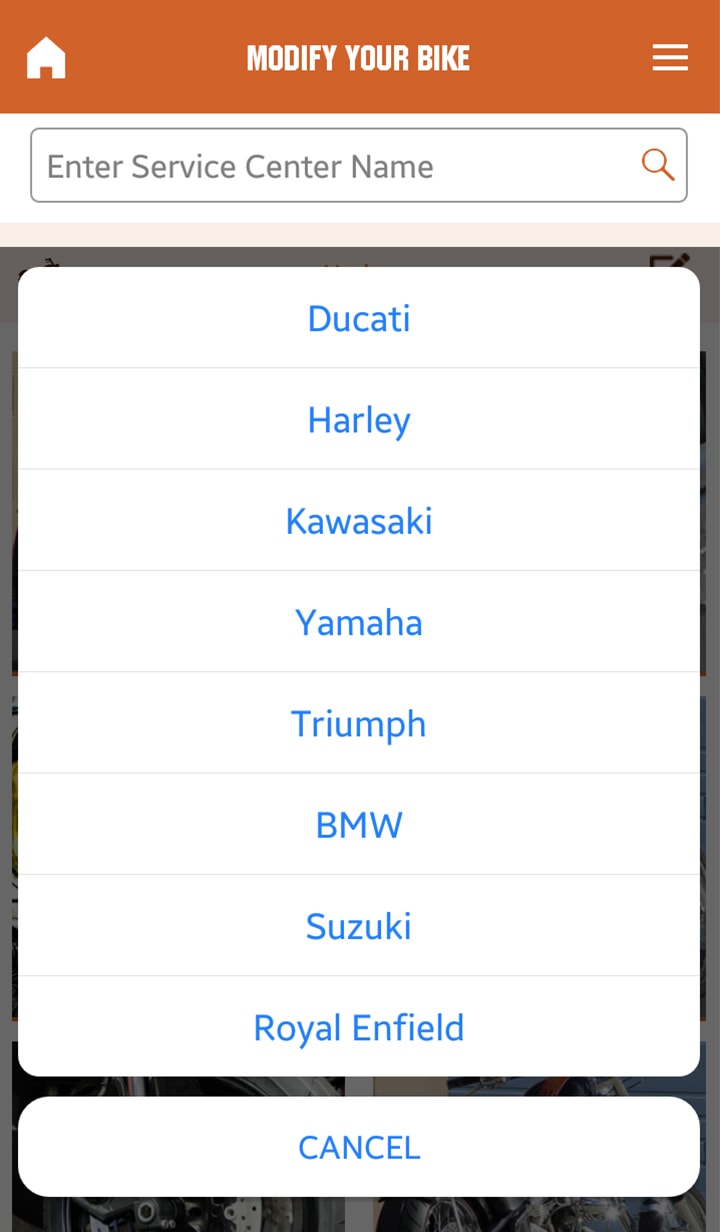 MODIFY YOUR BIKE
Enter Service Center Name
Ducati
Harley
Kawasaki
Yamaha
Triumph
BMW
Suzuki
Royal Enfield
CANCEL